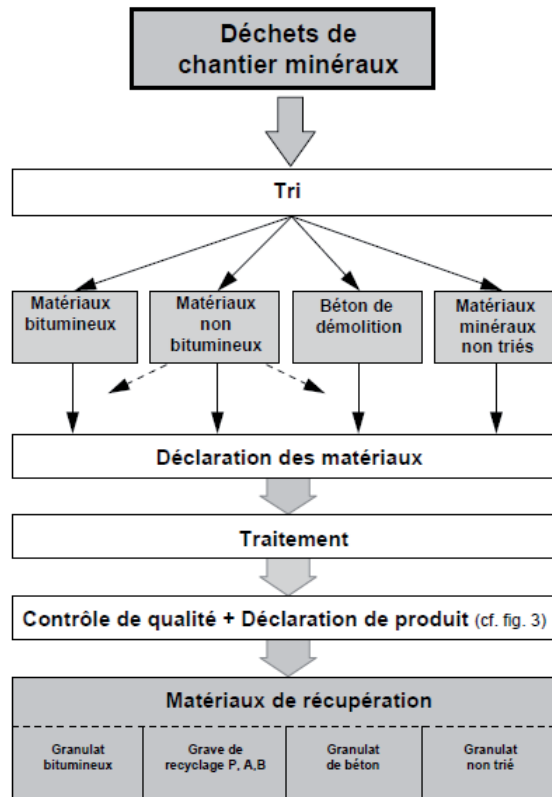 Déchets de
chantier minéraux
Tri
Matériaux
bitumineux
Matériaux
non
bitumineux
Béton de
démolition
Matériaux
minéraux
non triés
Déclaration des matériaux
Traitement
Contrôle de qualité + Déclaration de produit (cf. fig. 3)
Matériaux de récupération
Granulat
bitumineux
Grave de
recyclage P, A,B
Granulat
de béton
Granulat
non trié